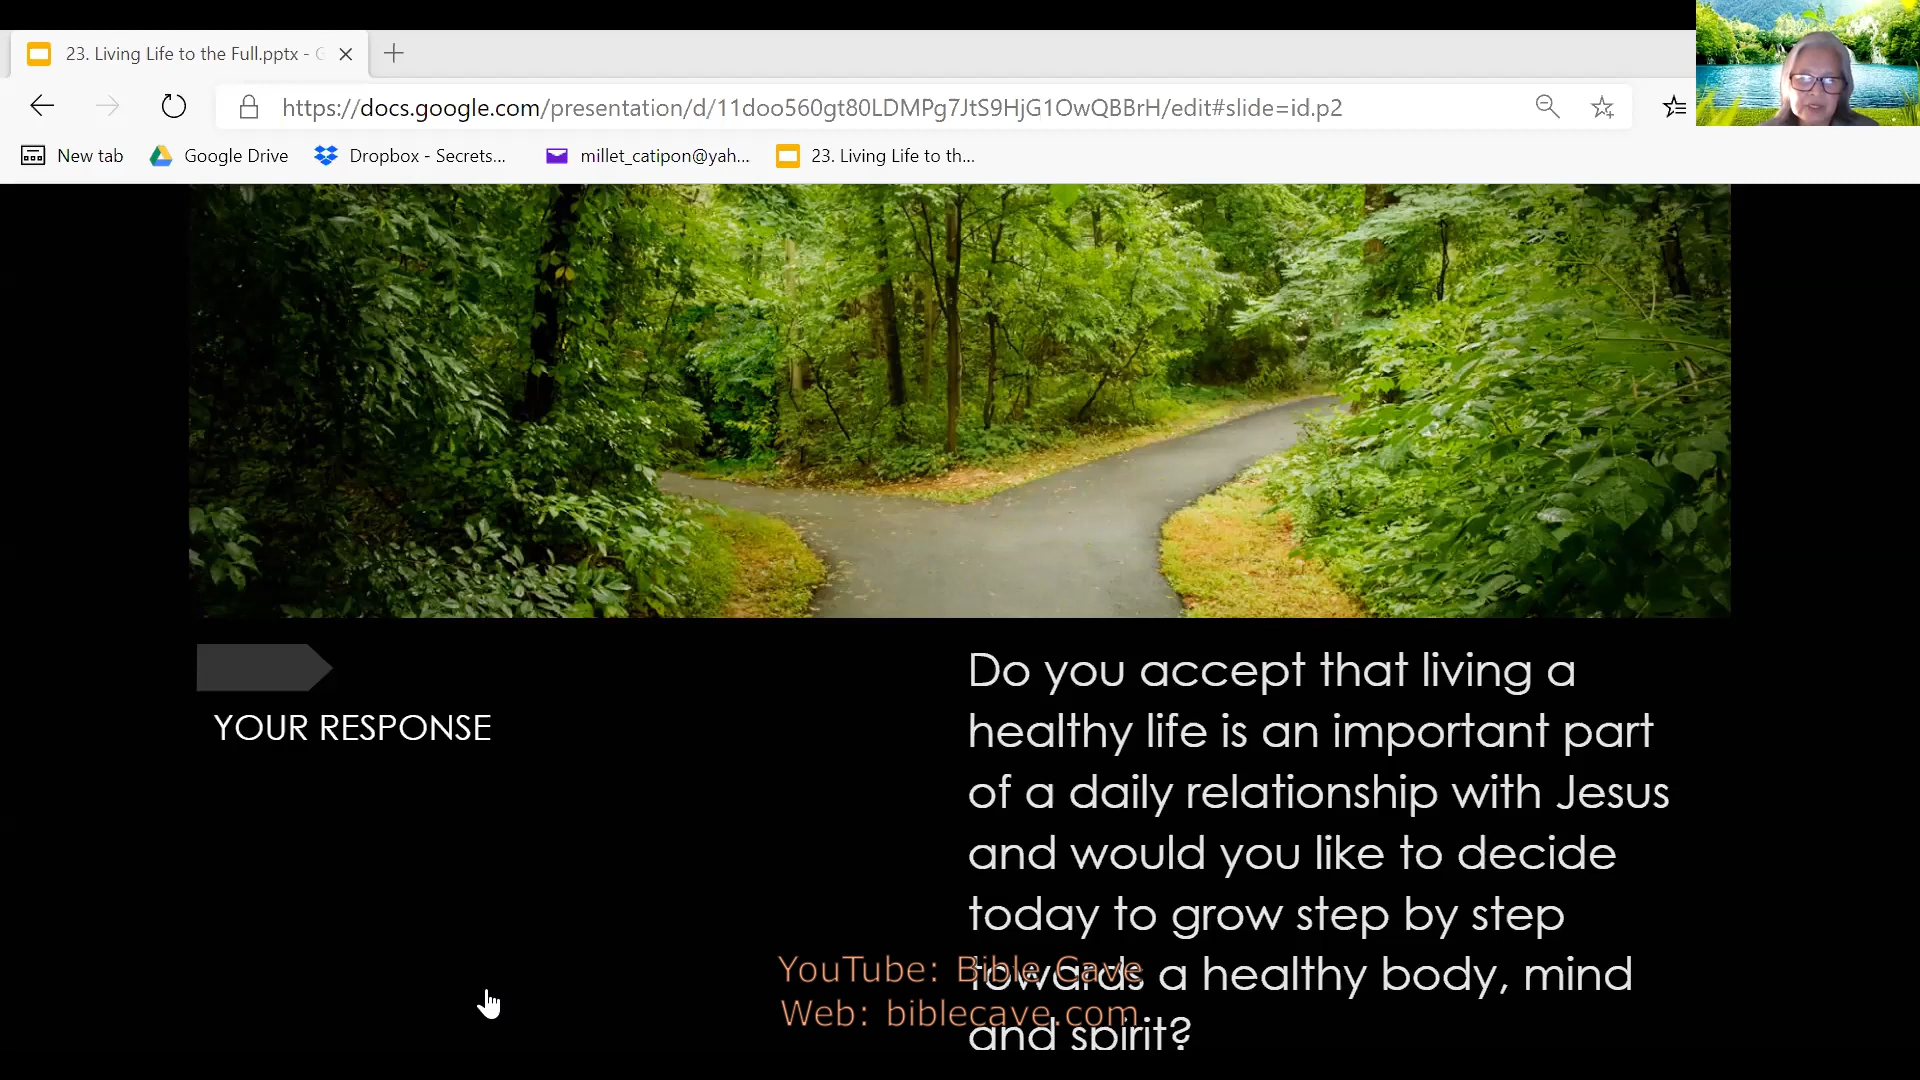 23. Living Life to the Full.pptx - G
https://docs.google.com/presentation/d/11doo560gt80LDMPg7JtS9HjG1OwQBBrH/edit#slide=id.p2
New tab
Google Drive
Dropbox - Secrets...
millet_catipon@yah...
23. Living Life to th...
YOUR RESPONSE
Do you accept that living a
healthy life is an important part
of a daily relationship with Jesus
and would you like to decide
today to grow step by step
towards a healthy body, mind
and spirit?
YouTube: Bible Cave
Web: biblecave.com